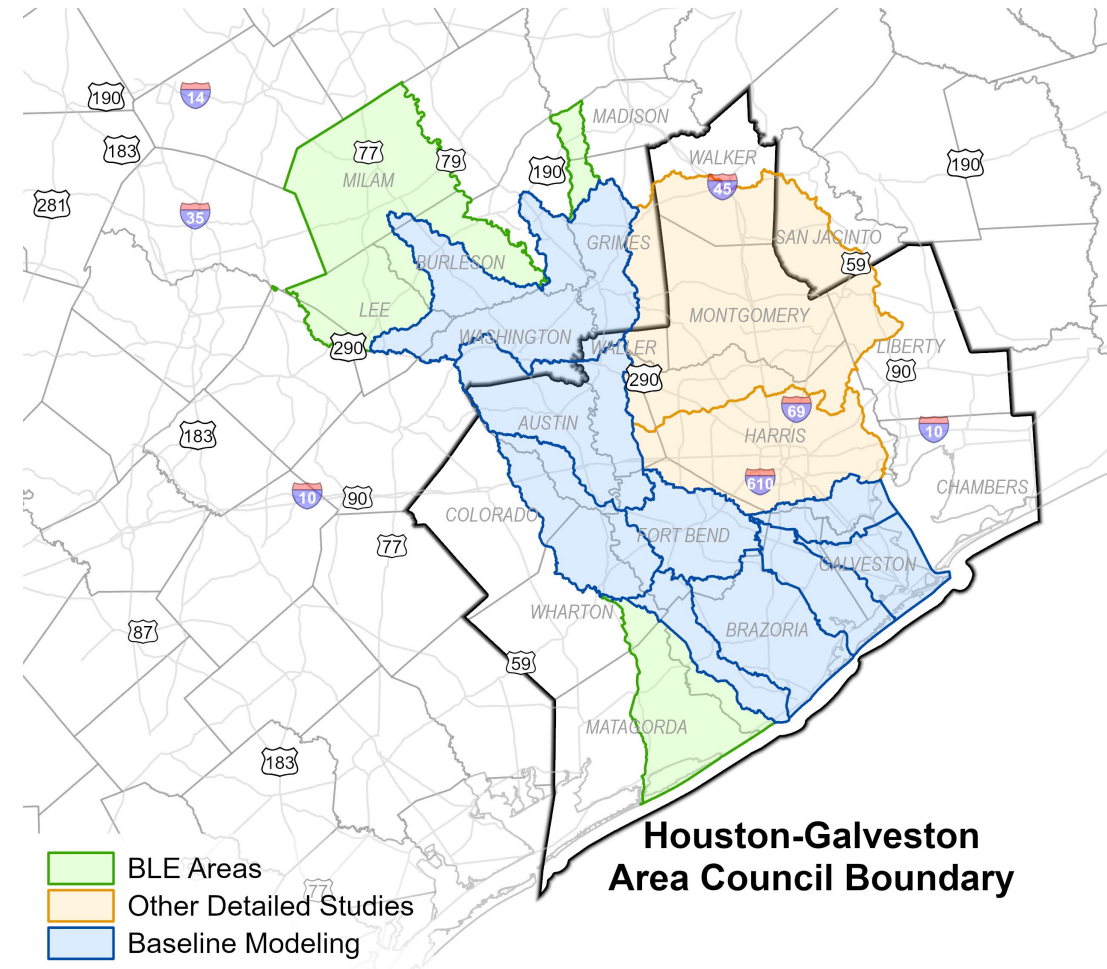 MADISON
190
14
183
77
79
190
WALKER
190
MILAM
45
281
35
GRIMES
SAN JACINTO
59
BURLESON
LEE
MONTGOMERY
WASHINGTON
290
WALLER
LIBERTY
290
90
69
AUSTIN
183
HARRIS
10
610
10
90
CHAMBERS
COLORADO
FORT BEND
77
GALVESTON
WHARTON
87
BRAZORIA
59
MATAGORDA
183
Houston-Galveston
Area Council Boundary
BLE Areas
77
Other Detailed Studies
Baseline Modeling